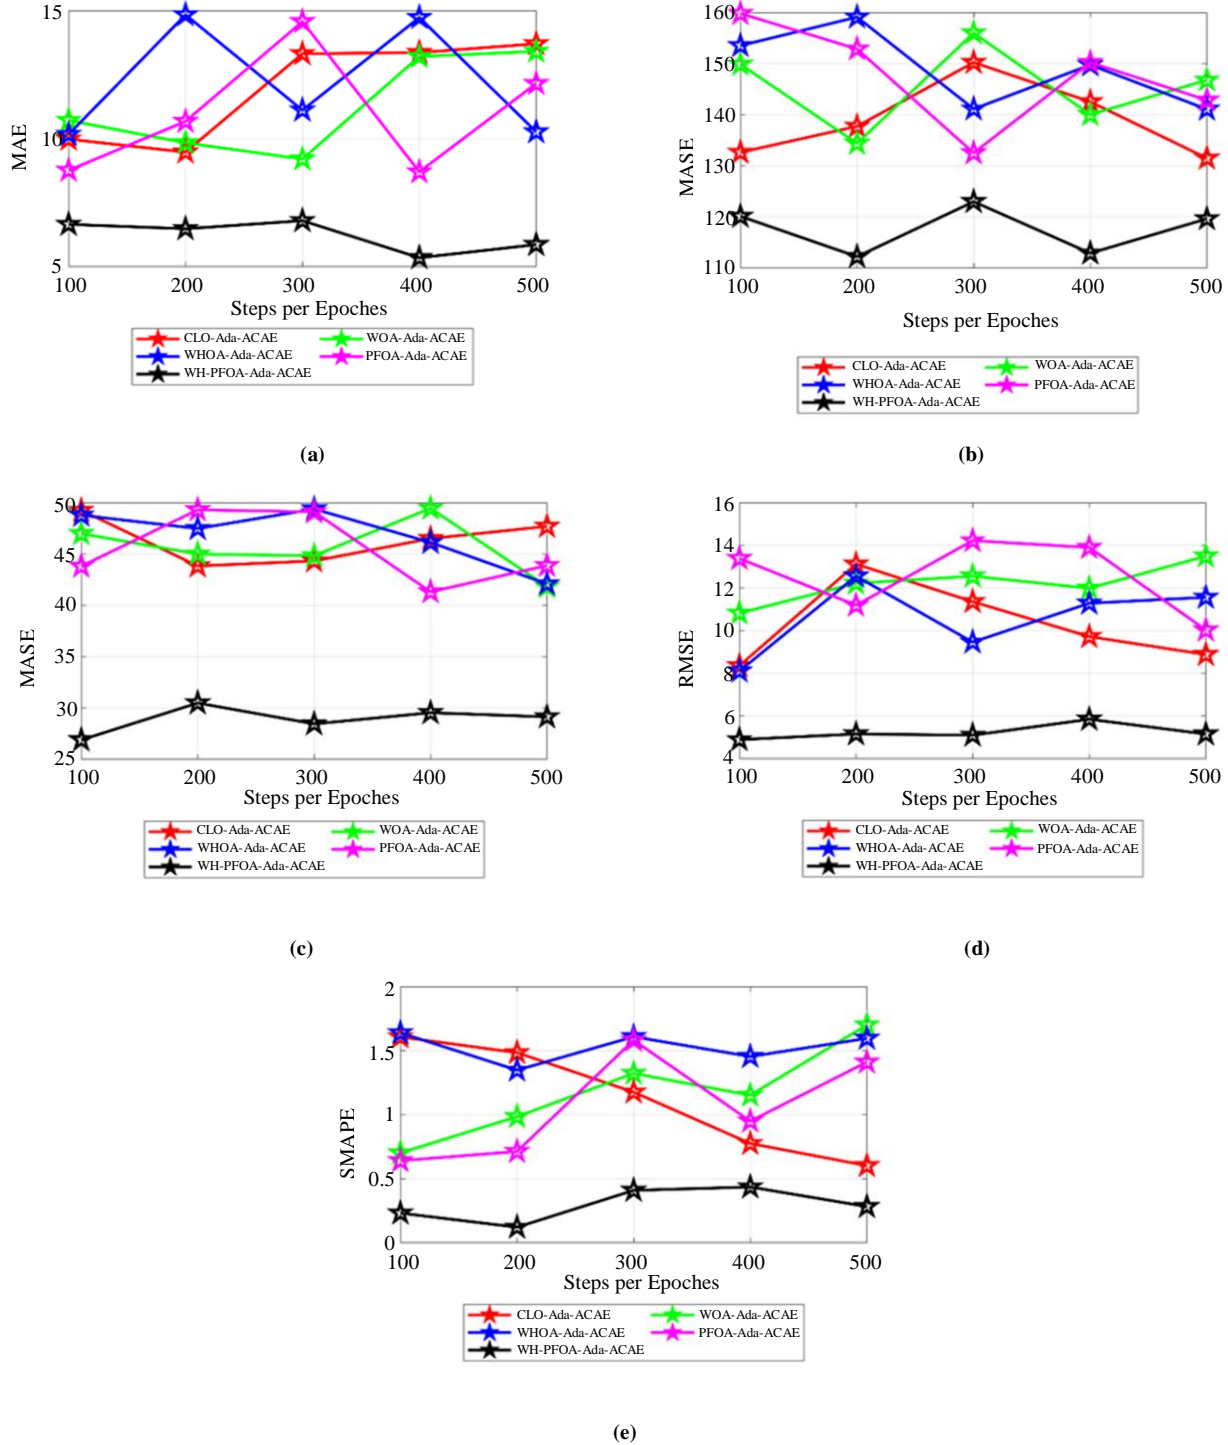 15
10
5
MAE
100 200 300 400 500
Steps per Epoches
CLO-Ada-ACAE WOA-Ada-ACAE
WHOA-Ada-ACAE PFOA-Ada-ACAE
WH-PFOA-Ada-ACAE
(a)
160
150
140
130
120
110
MASE
100 200 300 400 500
Steps per Epoches
CLO-Ada-ACAE WOA-Ada-ACAE
WHOA-Ada-ACAE PFOA-Ada-ACAE
WH-PFOA-Ada-ACAE
(b)
50
45
40
35
30
25
MASE
100 200 300 400 500
Steps per Epoches
CLO-Ada-ACAE WOA-Ada-ACAE
WHOA-Ada-ACAE PFOA-Ada-ACAE
WH-PFOA-Ada-ACAE
(c)
16
14
12
10
8
6
4
RMSE
100 200 300 400 500
Steps per Epoches
CLO-Ada-ACAE WOA-Ada-ACAE
WHOA-Ada-ACAE PFOA-Ada-ACAE
WH-PFOA-Ada-ACAE
(d)
2
1.5
1
0.5
0
SMAPE
100 200 300 400 500
Steps per Epoches
CLO-Ada-ACAE WOA-Ada-ACAE
WHOA-Ada-ACAE PFOA-Ada-ACAE
WH-PFOA-Ada-ACAE
(e)